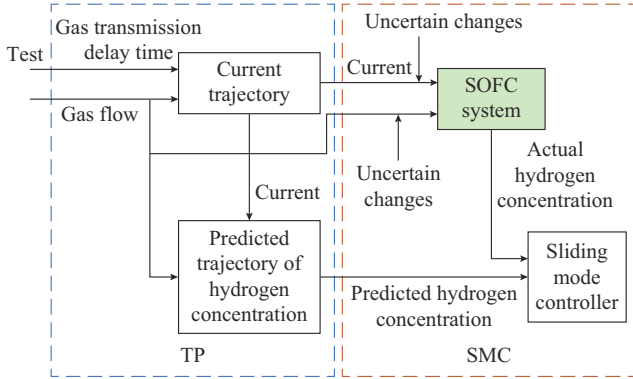 Uncertain changes
Gas transmission
delay time
Test
Gas flow
Current
trajectory
Current
SOFC
system
Uncertain
changes
Actual
hydrogen
concentration
Current
Predicted
trajectory of
hydrogen
concentration
Predicted hydrogen
concentration
Sliding
mode
controller
TP
SMC